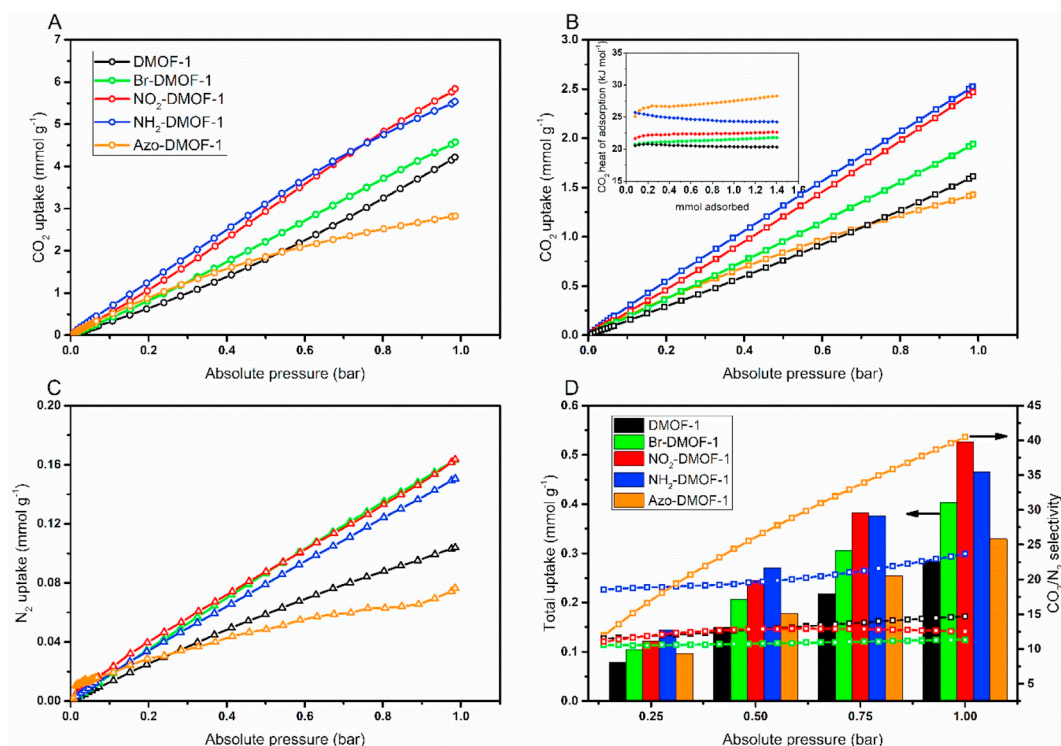 A
7
6
5
4
3
2
1
0
CO2 uptake (mmol g-1)
DMOF-1
Br-DMOF-1
NO2-DMOF-1
NH2-DMOF-1
Azo-DMOF-1
0.0 0.2 0.4 0.6 0.8 1.0
Absolute pressure (bar)
B
3.0
2.5
2.0
1.5
1.0
0.5
0.0
CO2 uptake (mmol g-1)
CO2 heat of adsorption (kJ mol-1)
40
35
30
25
20
15
0.0 0.2 0.4 0.6 0.8 1.0 1.2 1.4 1.6
mmol adsorbed
0.0 0.2 0.4 0.6 0.8 1.0
Absolute pressure (bar)
C
0.20
0.16
0.12
0.08
0.04
0.00
N2 uptake (mmol g-1)
0.0 0.2 0.4 0.6 0.8 1.0
Absolute pressure (bar)
D
0.6
0.5
0.4
0.3
0.2
0.1
0.0
Total uptake (mmol g-1)
DMOF-1
Br-DMOF-1
NO2-DMOF-1
NH2-DMOF-1
Azo-DMOF-1
45
40
35
30
25
20
15
10
5
CO2/N2 selectivity
0.25 0.50 0.75 1.00
Absolute pressure (bar)